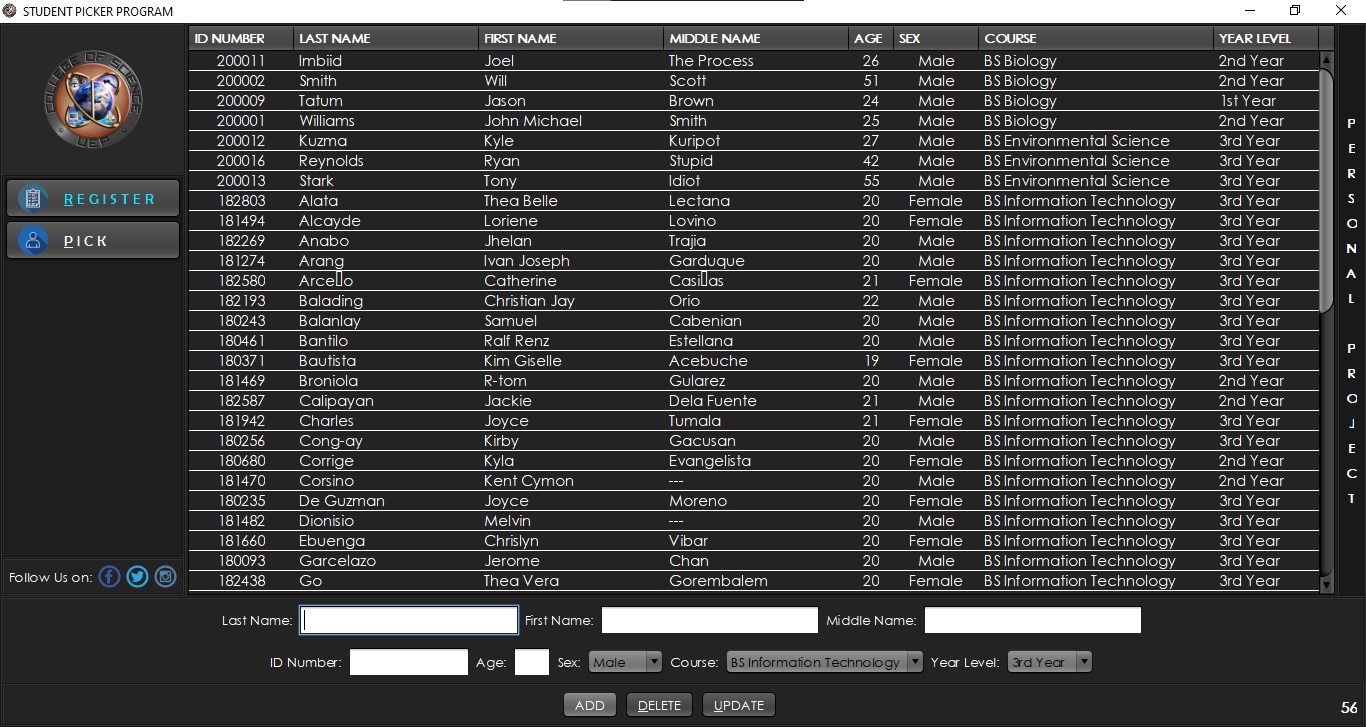 STUDENT PICKER PROGRAM
COLLEGE OF SCIENCE
UEP
REGISTER
PICK
Follow Us on:
ID NUMBER LAST NAME FIRST NAME MIDDLE NAME AGE SEX COURSE YEAR LEVEL
200011 Imbiid Joel The Process 26 Male BS Biology 2nd Year
200002 Smith Will Scott 51 Male BS Biology 2nd Year
200009 Tatum Jason Brown 24 Male BS Biology 1st Year
200001 Williams John Michael Smith 25 Male BS Biology 2nd Year
200012 Kuzma Kyle Kuripot 27 Male BS Environmental Science 3rd Year
200016 Reynolds Ryan Stupid 42 Male BS Environmental Science 3rd Year
200013 Stark Tony Idiot 55 Male BS Environmental Science 3rd Year
182803 Alata Thea Belle Lectana 20 Female BS Information Technology 3rd Year
181494 Alcayde Loriene Lovino 20 Female BS Information Technology 3rd Year
182269 Anabo Jhelan Trajia 20 Male BS Information Technology 3rd Year
181274 Arang Ivan Joseph Garduque 20 Male BS Information Technology 3rd Year
182580 Arce▯o Catherine Casi▯as 21 Female BS Information Technology 3rd Year
182193 Balading Christian Jay Orio 22 Male BS Information Technology 3rd Year
180243 Balanlay Samuel Cabenian 20 Male BS Information Technology 3rd Year
180461 Bantilo Ralf Renz Estellana 20 Male BS Information Technology 3rd Year
180371 Bautista Kim Giselle Acebuche 19 Female BS Information Technology 3rd Year
181469 Broniola R-tom Gularez 20 Male BS Information Technology 2nd Year
182587 Calipayan Jackie Dela Fuente 21 Male BS Information Technology 2nd Year
181942 Charles Joyce Tumala 21 Female BS Information Technology 3rd Year
180256 Cong-ay Kirby Gacusan 20 Male BS Information Technology 3rd Year
180680 Corrige Kyla Evangelista 20 Female BS Information Technology 2nd Year
181470 Corsino Kent Cymon --- 20 Male BS Information Technology 2nd Year
180235 De Guzman Joyce Moreno 20 Female BS Information Technology 3rd Year
181482 Dionisio Melvin --- 20 Male BS Information Technology 3rd Year
181660 Ebuenga Chrislyn Vibar 20 Female BS Information Technology 3rd Year
180093 Garcelazo Jerome Chan 20 Male BS Information Technology 3rd Year
182438 Go Thea Vera Gorembalem 20 Female BS Information Technology 3rd Year
PERSONAL PROJECT
Last Name: First Name: Middle Name:
ID Number: Age: Sex: Male Course: BS Information Technology Year Level: 3rd Year
ADD DELETE UPDATE
56